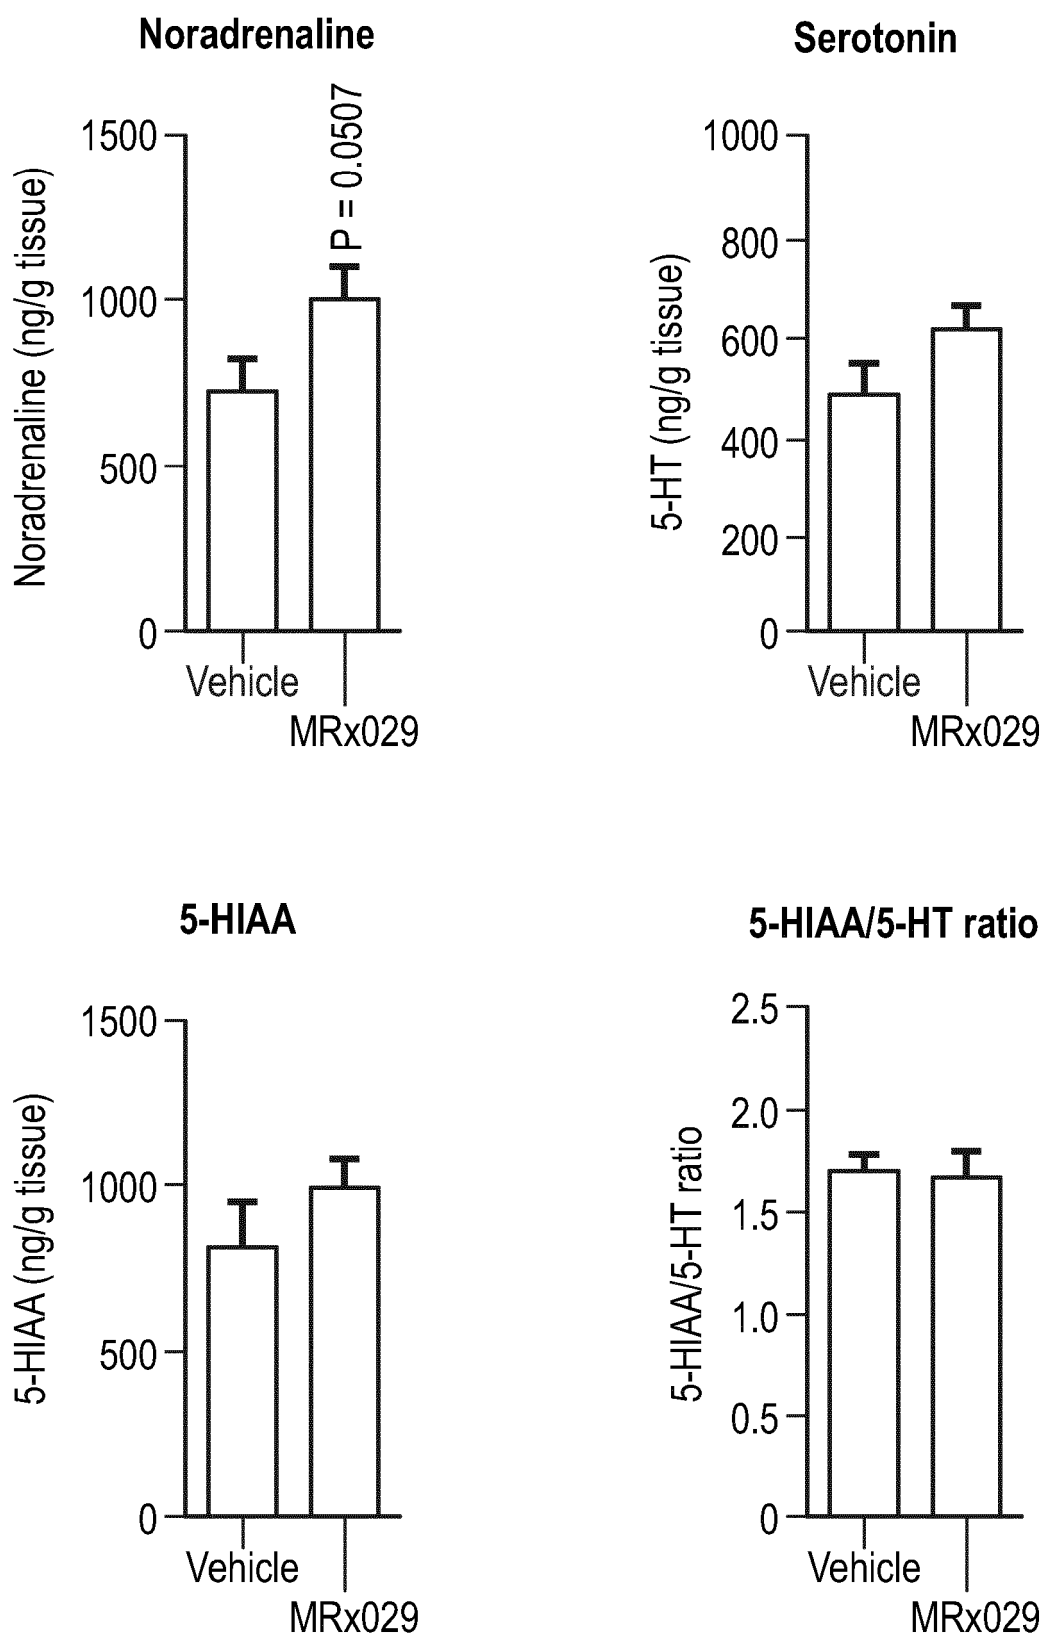 Noradrenaline
Noradrenaline (ng/g tissue)
1500
1000
500
0
P = 0.0507
Vehicle
MRx029
Serotonin
5-HT (ng/g tissue)
1000
800
600
400
200
0
Vehicle
MRx029
5-HIAA
5-HIAA (ng/g tissue)
1500
1000
500
0
Vehicle
MRx029
5-HIAA/5-HT ratio
5-HIAA/5-HT ratio
2.5
2.0
1.5
1.0
0.5
0
Vehicle
MRx029